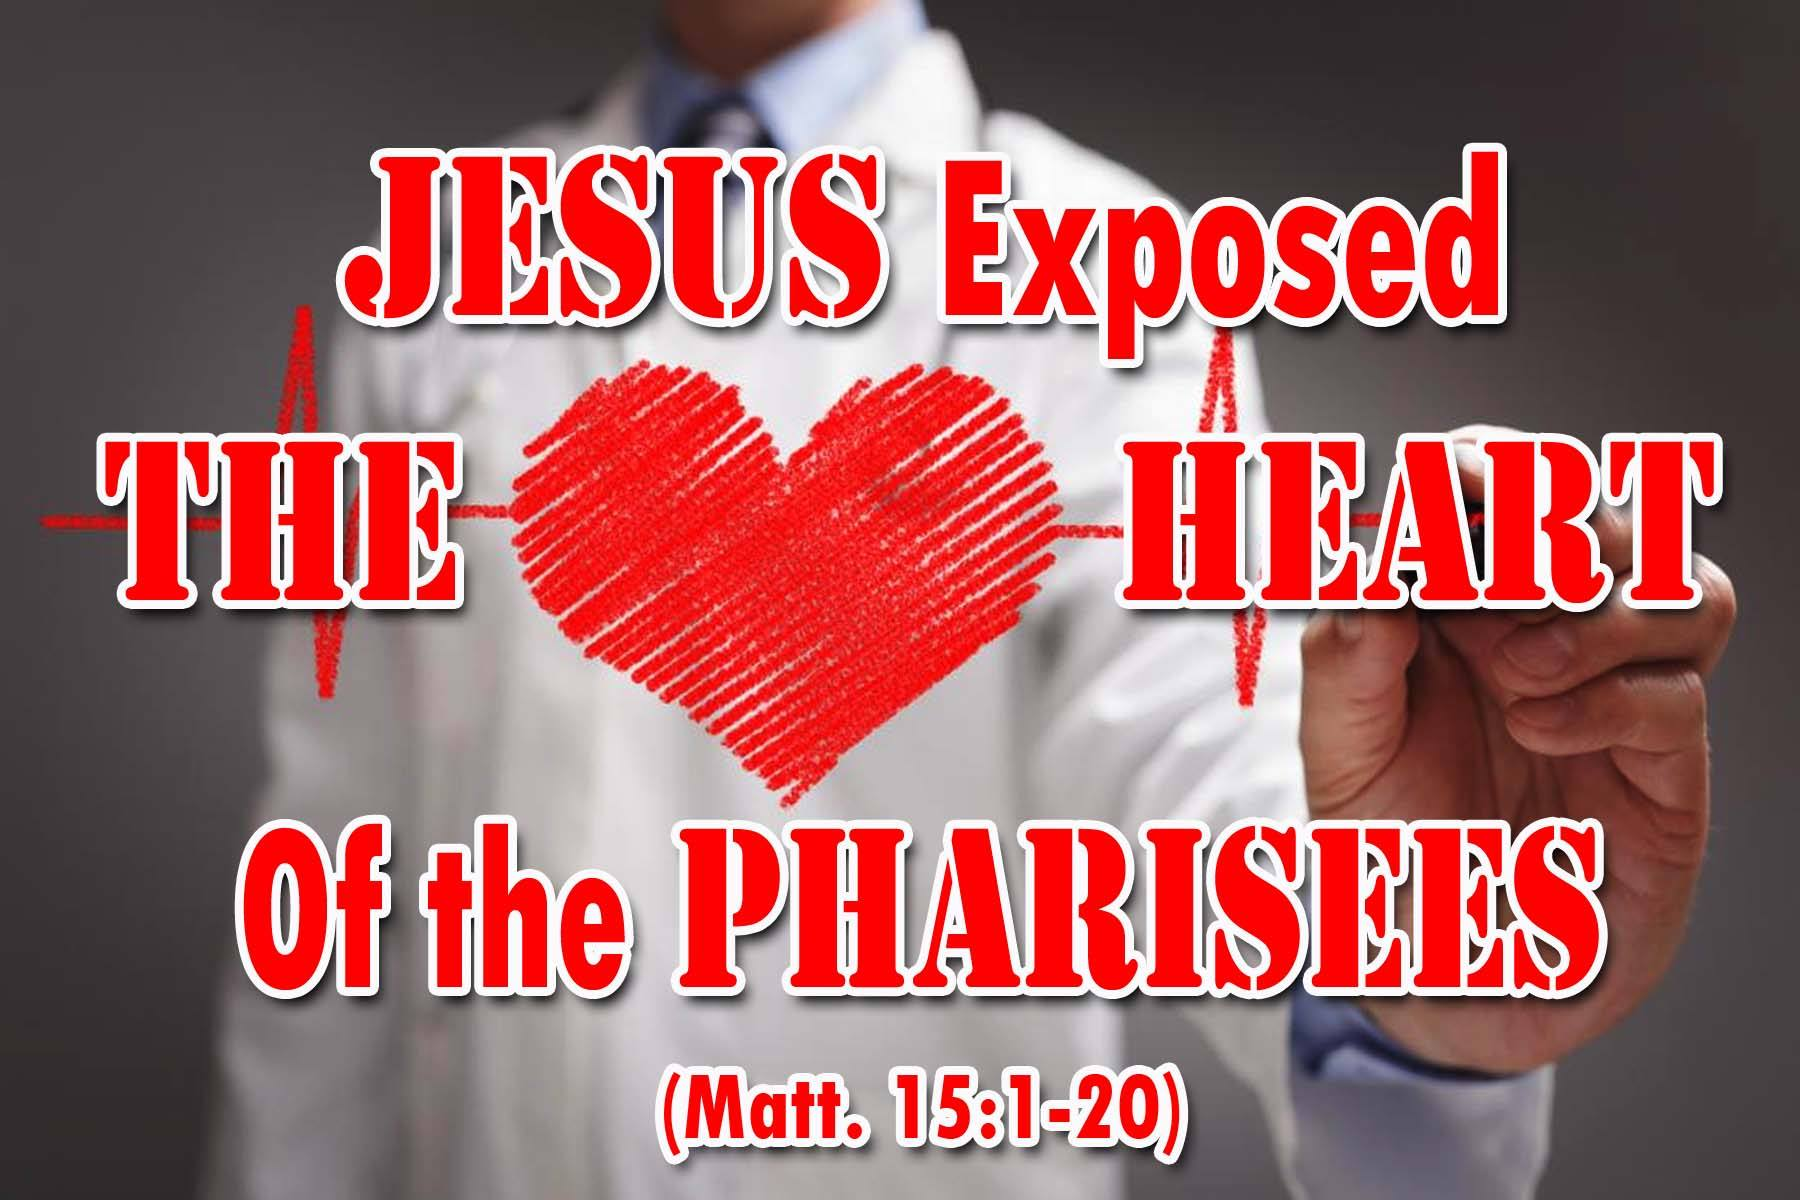 JESUS Exposed
THE HEART
Of the PHARISEES
(Matt. 15:1-20)